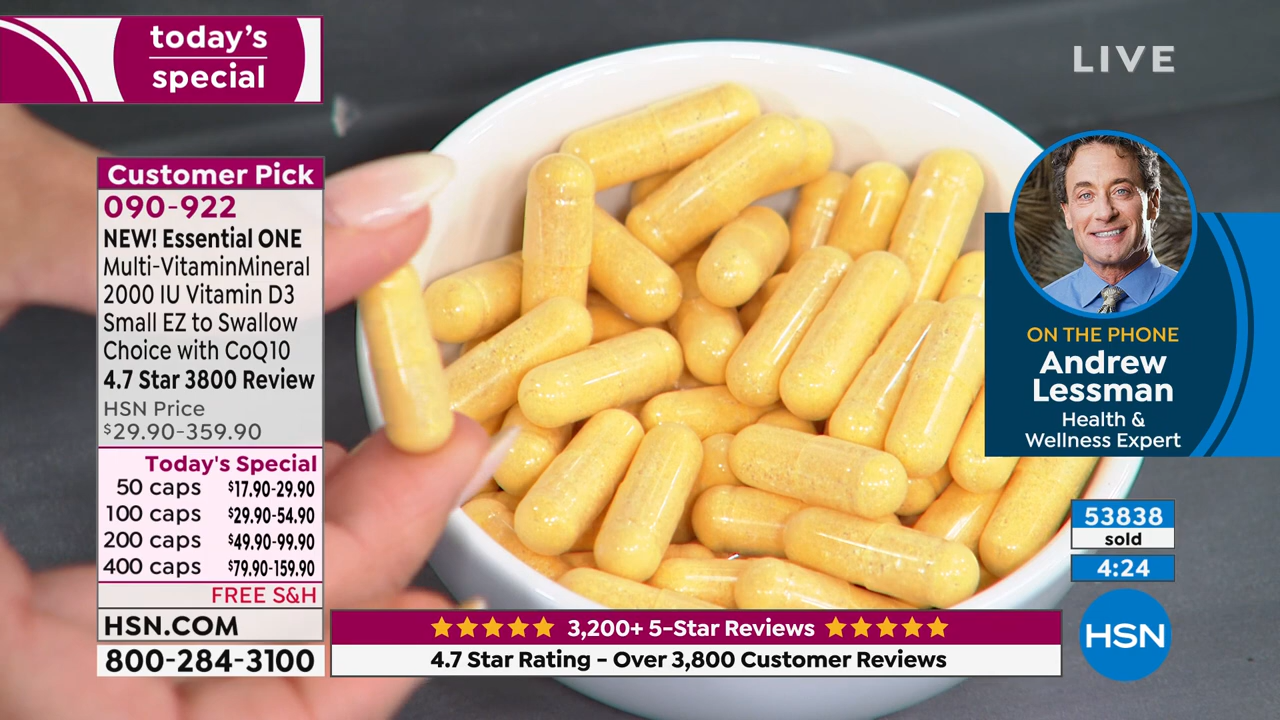 today's
special
LIVE
Customer Pick
090-922
NEW! Essential ONE
Multi-VitaminMineral
2000 IU Vitamin D3
Small EZ to Swallow
Choice with CoQ10
4.7 Star 3800 Review
HSN Price
$29.90-359.90
Today's Special
50 caps $17.90-29.90
100 caps $29.90-54.90
200 caps $49.90-99.90
400 caps $79.90-159.90
FREE S&H
HSN.COM
800-284-3100
ON THE PHONE
Andrew
Lessman
Health &
Wellness Expert
53838
sold
4:24
HSN
3,200+ 5-Star Reviews
4.7 Star Rating – Over 3,800 Customer Reviews